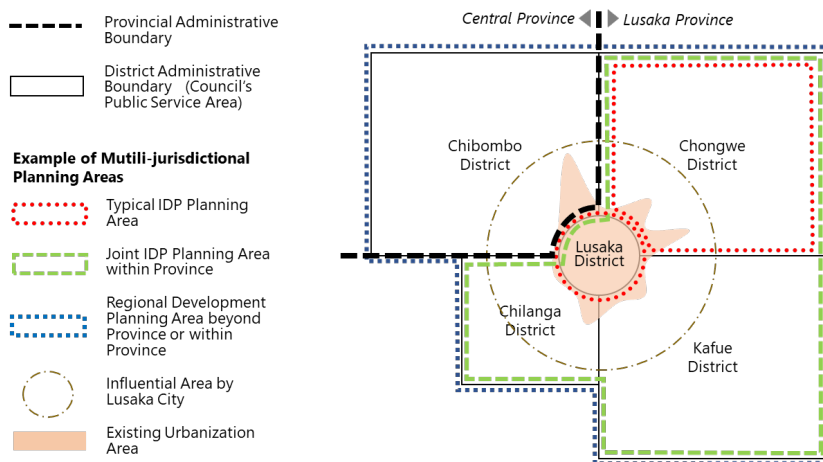 Provincial Administrative
Boundary
District Administrative
Boundary (Council's
Public Service Area)
Example of Mutili-jurisdictional
Planning Areas
Typical IDP Planning
Area
Joint IDP Planning Area
within Province
Regional Development
Planning Area beyond
Province or within
Province
Influential Area by
Lusaka City
Existing Urbanization
Area
Central Province
Lusaka Province
Chibombo
District
Chongwe
District
Lusaka
District
Chilanga
District
Kafue
District